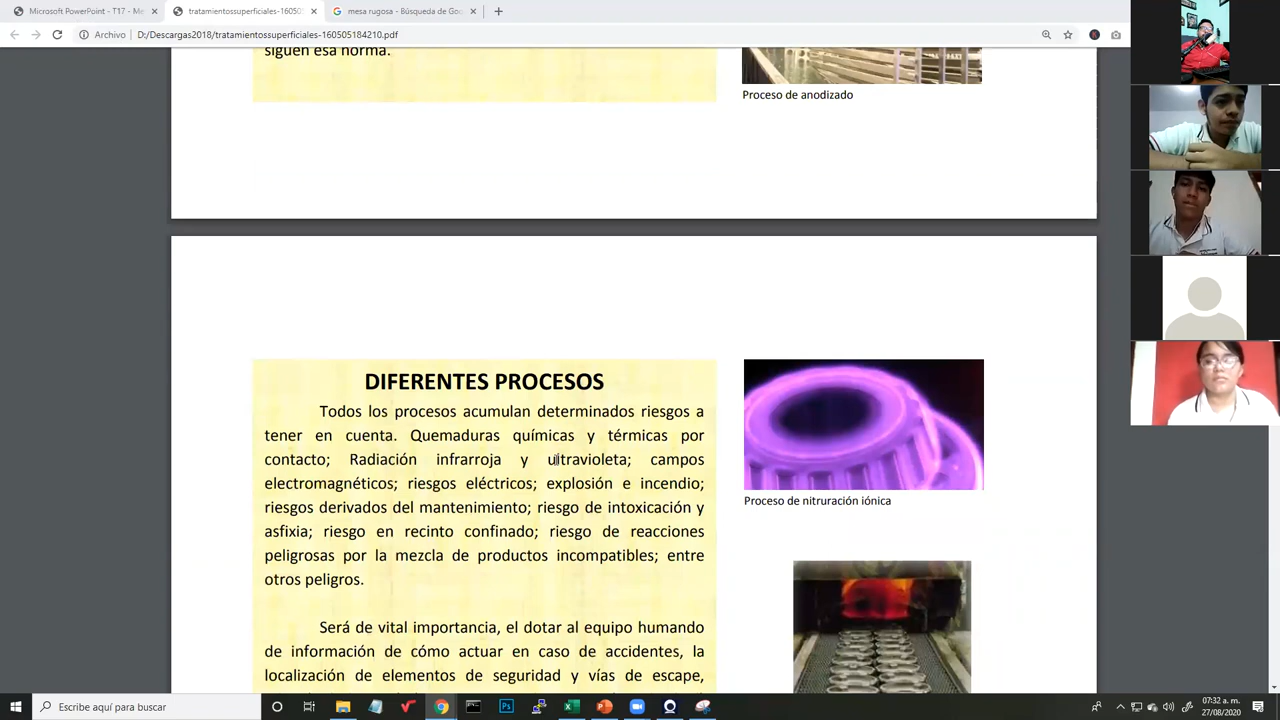 Microsoft PowerPoint - T17 - Me
tratamientossuperficiales-160505
mesa rugosa - Búsqueda de Goo
Archivo
D:/Descargas2018/tratamientossuperficiales-160505184210.pdf
siguen esa norma.
Proceso de anodizado
DIFERENTES PROCESOS
Todos los procesos acumulan determinados riesgos a
tener en cuenta. Quemaduras químicas y térmicas por
contacto; Radiación infrarroja y ultravioleta; campos
electromagnéticos; riesgos eléctricos; explosión e incendio;
riesgos derivados del mantenimiento; riesgo de intoxicación y
asfixia; riesgo en recinto confinado; riesgo de reacciones
peligrosas por la mezcla de productos incompatibles; entre
otros peligros.
Proceso de nitruración iónica
Será de vital importancia, el dotar al equipo humando
de información de cómo actuar en caso de accidentes, la
localización de elementos de seguridad y vías de escape,
Escribe aquí para buscar
07:32 a. m.
27/08/2020